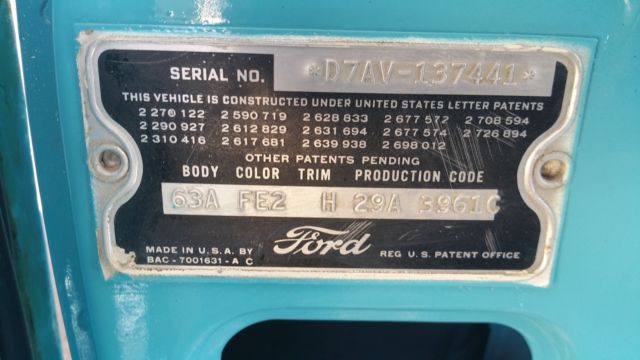 SERIAL NO. *D7AV-137441*
THIS VEHICLE IS CONSTRUCTED UNDER UNITED STATES LETTER PATENTS
2 270 122 2 590 719 2 628 833 2 677 572 2 708 594
2 290 927 2 612 829 2 631 694 2 677 574 2 726 894
2 310 416 2 617 681 2 639 938 2 698 012
OTHER PATENTS PENDING
BODY COLOR TRIM PRODUCTION CODE
63A FE2 H 29A 3961C
MADE IN U.S.A. BY Ford REG U.S. PATENT OFFICE
BAC-7001631-A C